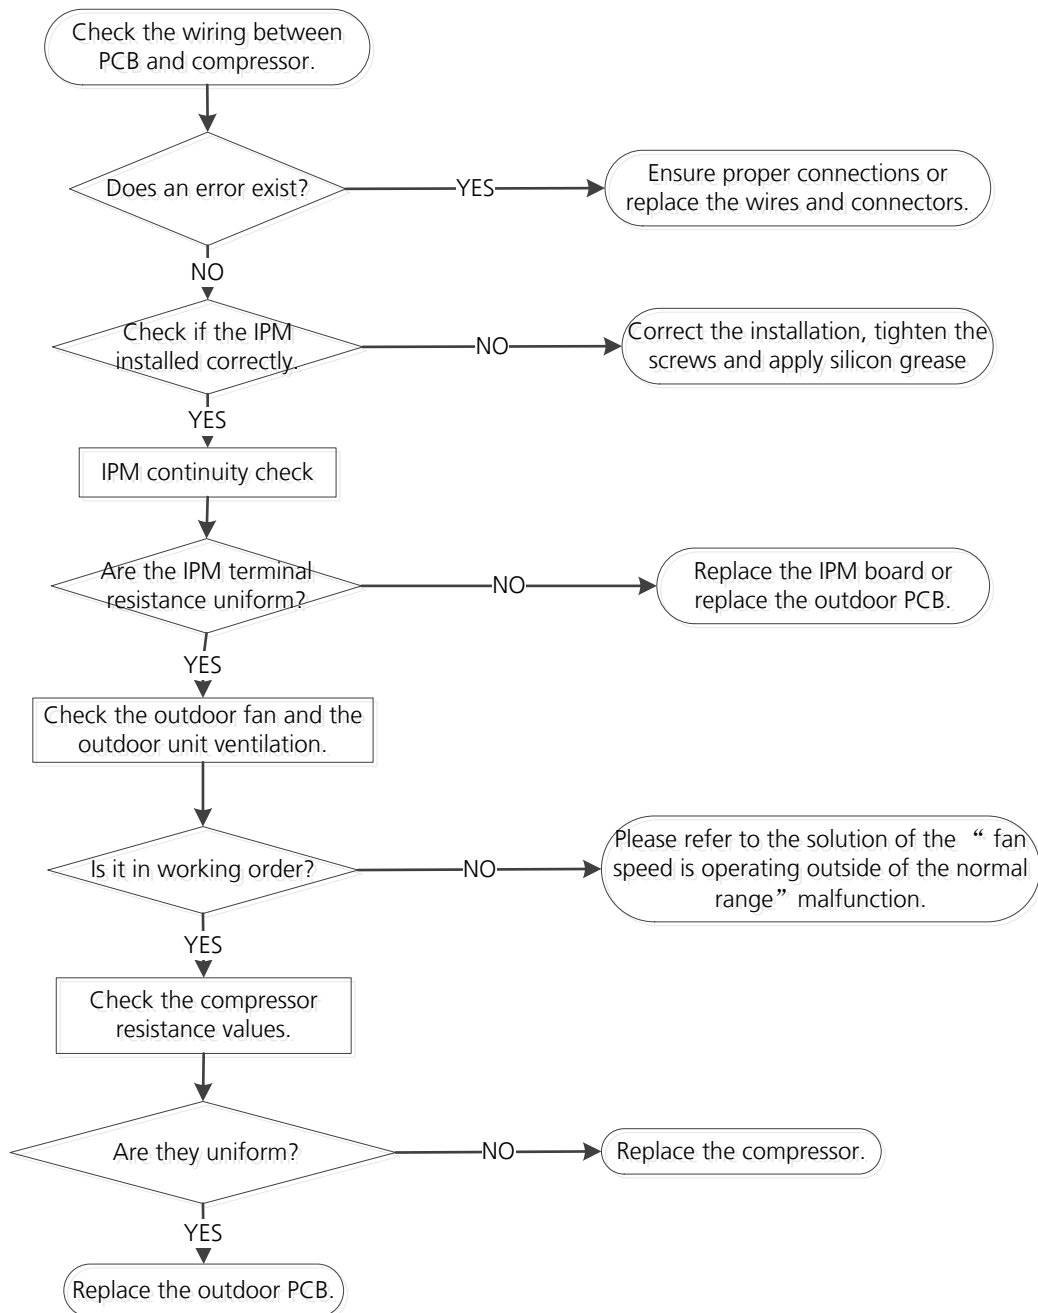 Check the wiring between
PCB and compressor.
Does an error exist?
YES
Ensure proper connections or
replace the wires and connectors.
NO
Check if the IPM
installed correctly.
NO
Correct the installation, tighten the
screws and apply silicon grease
YES
IPM continuity check
Are the IPM terminal
resistance uniform?
NO
Replace the IPM board or
replace the outdoor PCB.
YES
Check the outdoor fan and the
outdoor unit ventilation.
Is it in working order?
NO
Please refer to the solution of the “ fan
speed is operating outside of the normal
range” malfunction.
YES
Check the compressor
resistance values.
Are they uniform?
NO
Replace the compressor.
YES
Replace the outdoor PCB.